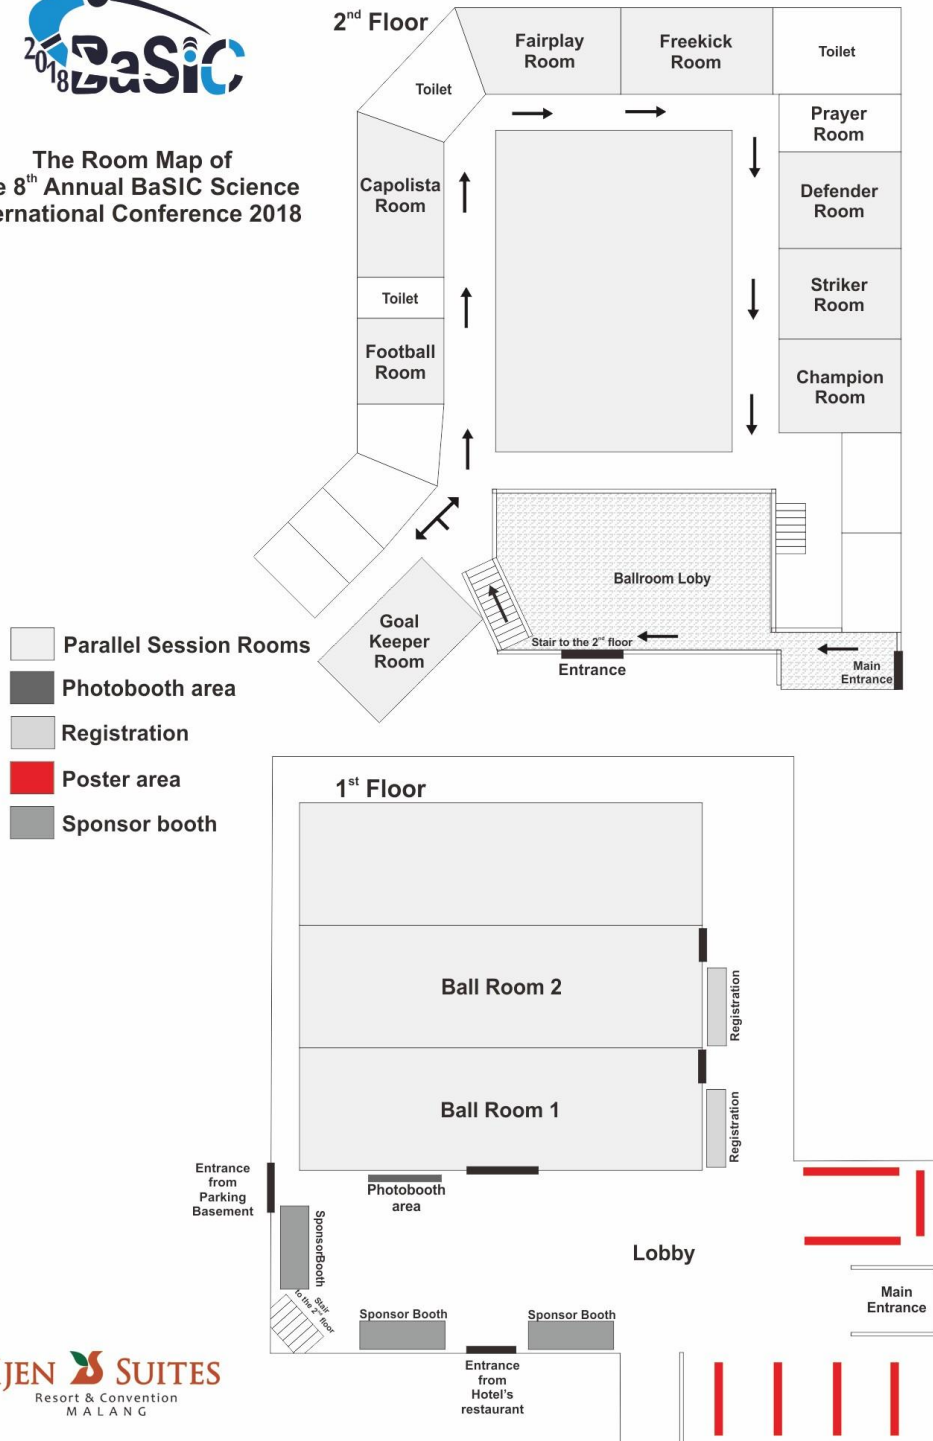 2018 BaSiC
The Room Map of
e 8th Annual BaSIC Science
ernational Conference 2018
2nd Floor
Fairplay
Room
Freekick
Room
Toilet
Toilet
Prayer
Room
Capolista
Room
Defender
Room
Toilet
Striker
Room
Football
Room
Champion
Room
Ballroom Loby
Goal
Keeper
Room
Stair to the 2nd floor
Entrance
Main
Entrance
Parallel Session Rooms
Photobooth area
Registration
Poster area
Sponsor booth
1st Floor
Ball Room 2
Registration
Ball Room 1
Registration
Entrance
from
Parking
Basement
Photobooth
area
SponsorBooth
Lobby
Stair
to the 2nd floor
Sponsor Booth
Sponsor Booth
Main
Entrance
Entrance
from
Hotel's
restaurant
IJEN SUITES
Resort & Convention
MALANG